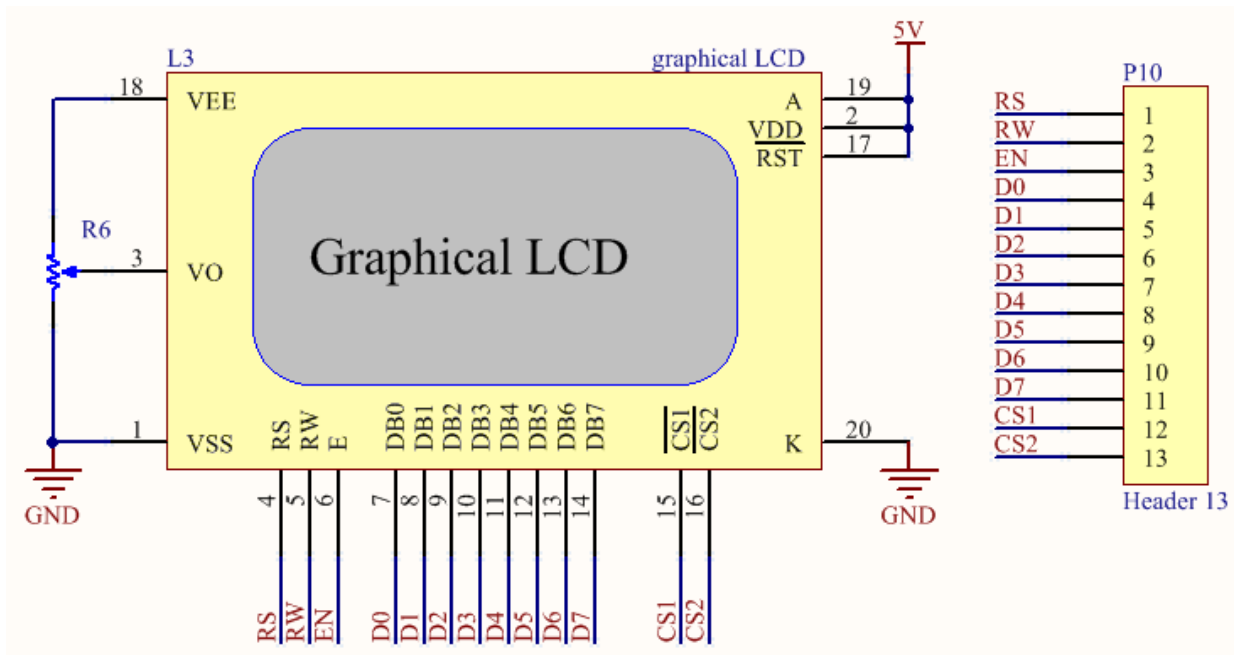 L3
graphical LCD
5V
P10
18
VEE
A
19
VDD
2
RST
17
R6
3
VO
Graphical LCD
1
VSS
RS
RW
E
DB0
DB1
DB2
DB3
DB4
DB5
DB6
DB7
CS1
CS2
K
20
GND
GND
4
5
6
7
8
9
10
11
12
13
14
15
16
RS
RW
EN
D0
D1
D2
D3
D4
D5
D6
D7
CS1
CS2
RS 1
RW 2
EN 3
D0 4
D1 5
D2 6
D3 7
D4 8
D5 9
D6 10
D7 11
CS1 12
CS2 13
Header 13